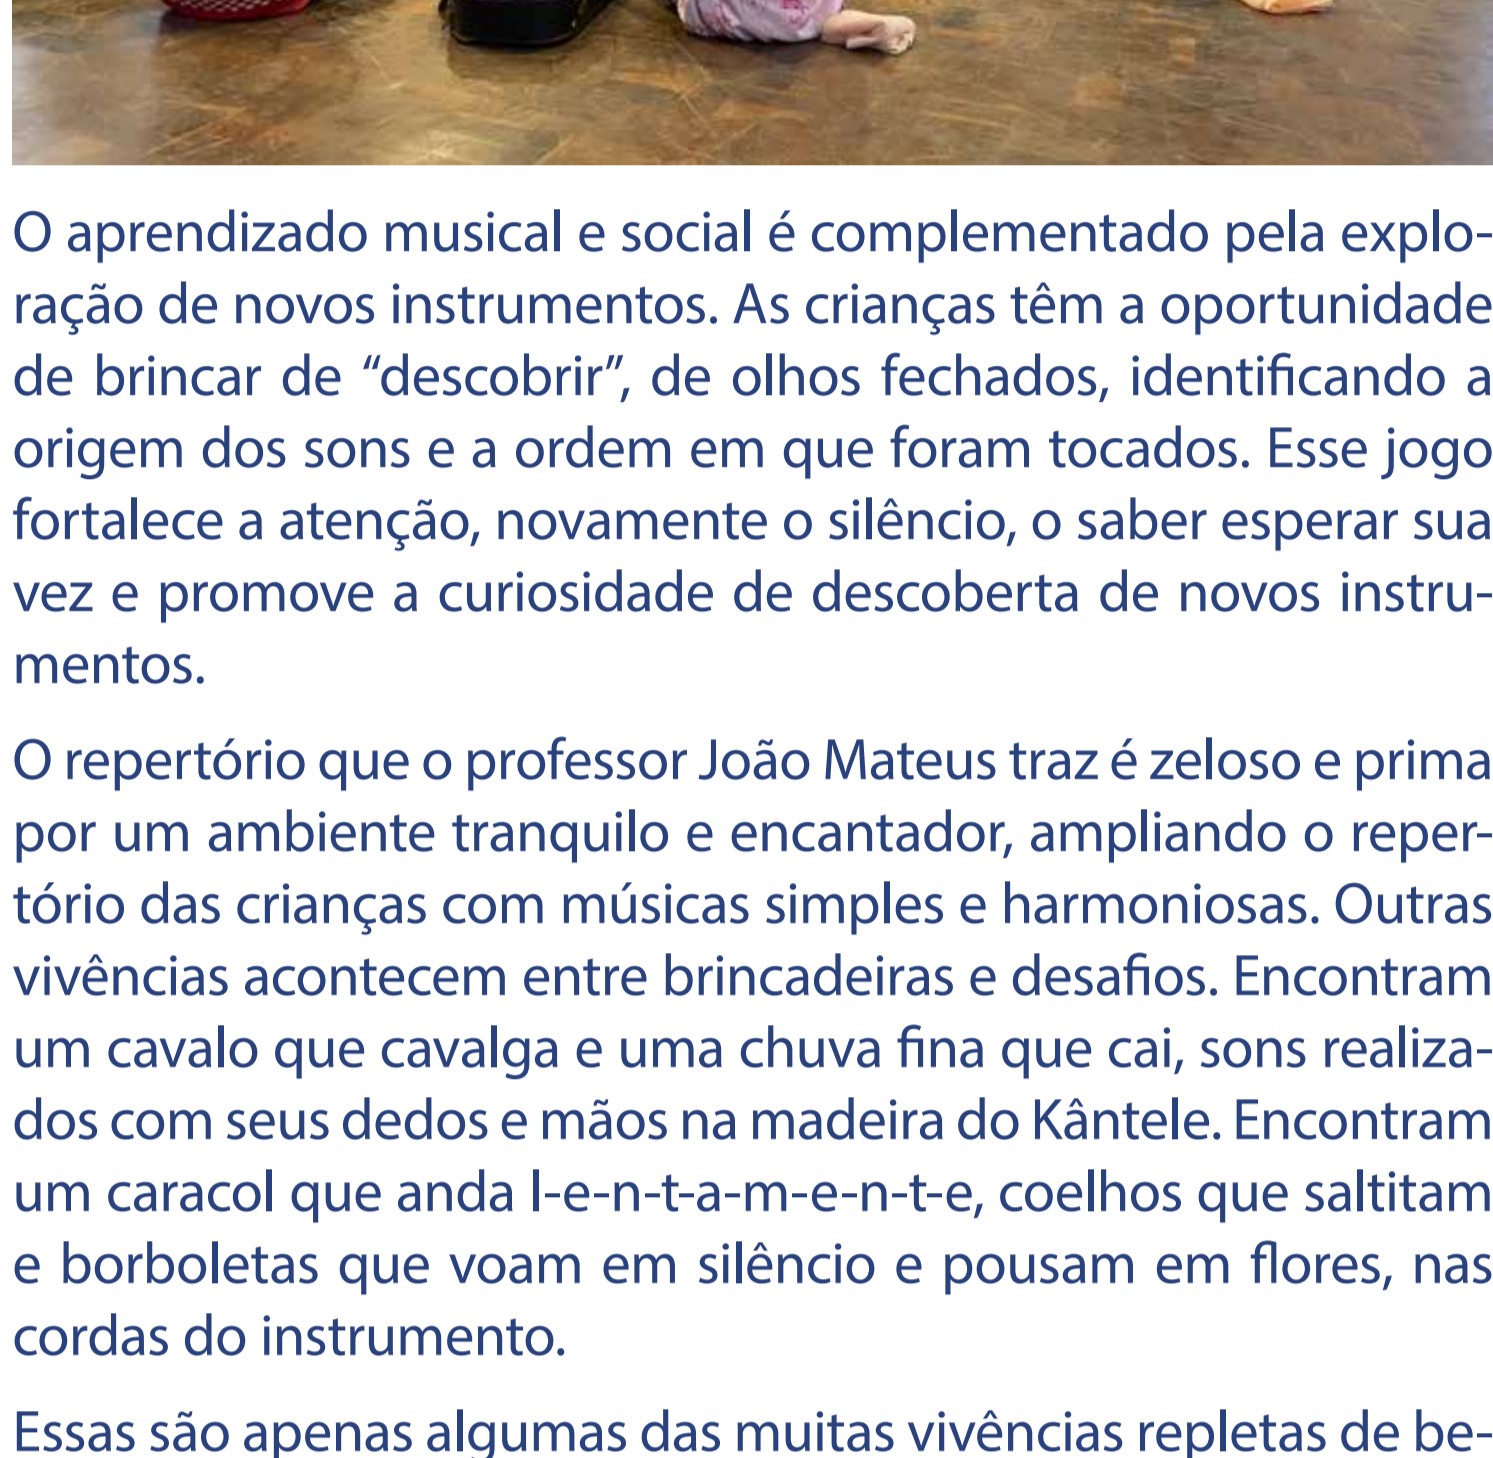 O aprendizado musical e social é complementado pela explo-
ração de novos instrumentos. As crianças têm a oportunidade
de brincar de “descobrir”, de olhos fechados, identificando a
origem dos sons e a ordem em que foram tocados. Esse jogo
fortalece a atenção, novamente o silêncio, o saber esperar sua
vez e promove a curiosidade de descoberta de novos instru-
mentos.
O repertório que o professor João Mateus traz é zeloso e prima
por um ambiente tranquilo e encantador, ampliando o reper-
tório das crianças com músicas simples e harmoniosas. Outras
vivências acontecem entre brincadeiras e desafios. Encontram
um cavalo que cavalga e uma chuva fina que cai, sons realiza-
dos com seus dedos e mãos na madeira do Kântele. Encontram
um caracol que anda l-e-n-t-a-m-e-n-t-e, coelhos que saltitam
e borboletas que voam em silêncio e pousam em flores, nas
cordas do instrumento.
Essas são apenas algumas das muitas vivências repletas de be-